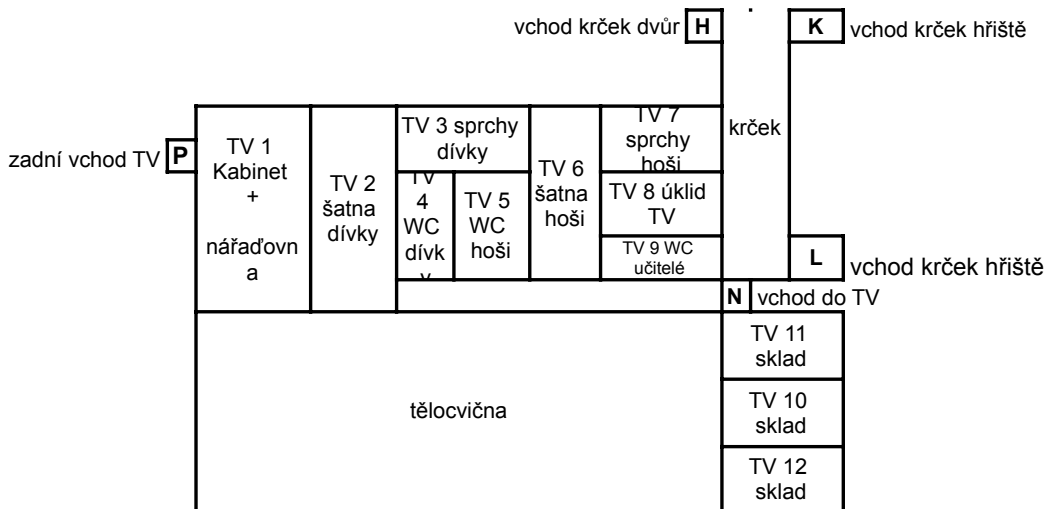 vchod krček dvůr
H
K
vchod krček hřiště
zadní vchod TV
P
TV 1
Kabinet
+
nářaďovn
a
TV 2
šatna
dívky
TV 3 sprchy
dívky
TV
4
WC
dívk
y
TV 5
WC
hoši
TV 6
šatna
hoši
TV 7
sprchy
hoši
TV 8 úklid
TV
TV 9 WC
učitelé
krček
L
vchod krček hřiště
N
vchod do TV
TV 11
sklad
tělocvična
TV 10
sklad
TV 12
sklad